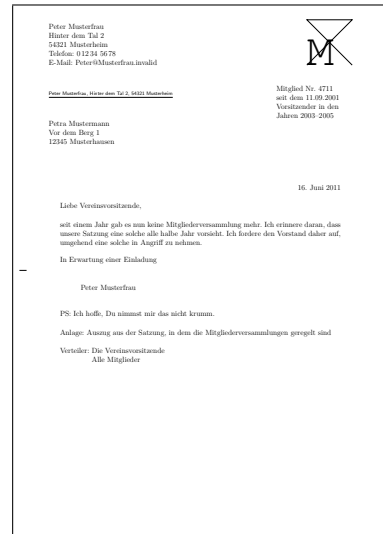 Peter Musterfrau
Hinter dem Tal 2
54321 Musterheim
Telefon: 0 12 34 56 78
E-Mail: Peter@Musterfrau.invalid
M
Peter Musterfrau, Hinter dem Tal 2, 54321 Musterheim
Mitglied Nr. 4711
seit dem 11.09.2001
Vorsitzender in den
Jahren 2003–2005
Petra Mustermann
Vor dem Berg 1
12345 Musterhausen
16. Juni 2011
Liebe Vereinsvorsitzende,
seit einem Jahr gab es nun keine Mitgliederversammlung mehr. Ich erinnere daran, dass
unsere Satzung eine solche alle halbe Jahr vorsieht. Ich fordere den Vorstand daher auf,
umgehend eine solche in Angriff zu nehmen.
In Erwartung einer Einladung
Peter Musterfrau
PS: Ich hoffe, Du nimmst mir das nicht krumm.
Anlage: Auszug aus der Satzung, in dem die Mitgliederversammlungen geregelt sind
Verteiler: Die Vereinsvorsitzende
Alle Mitglieder